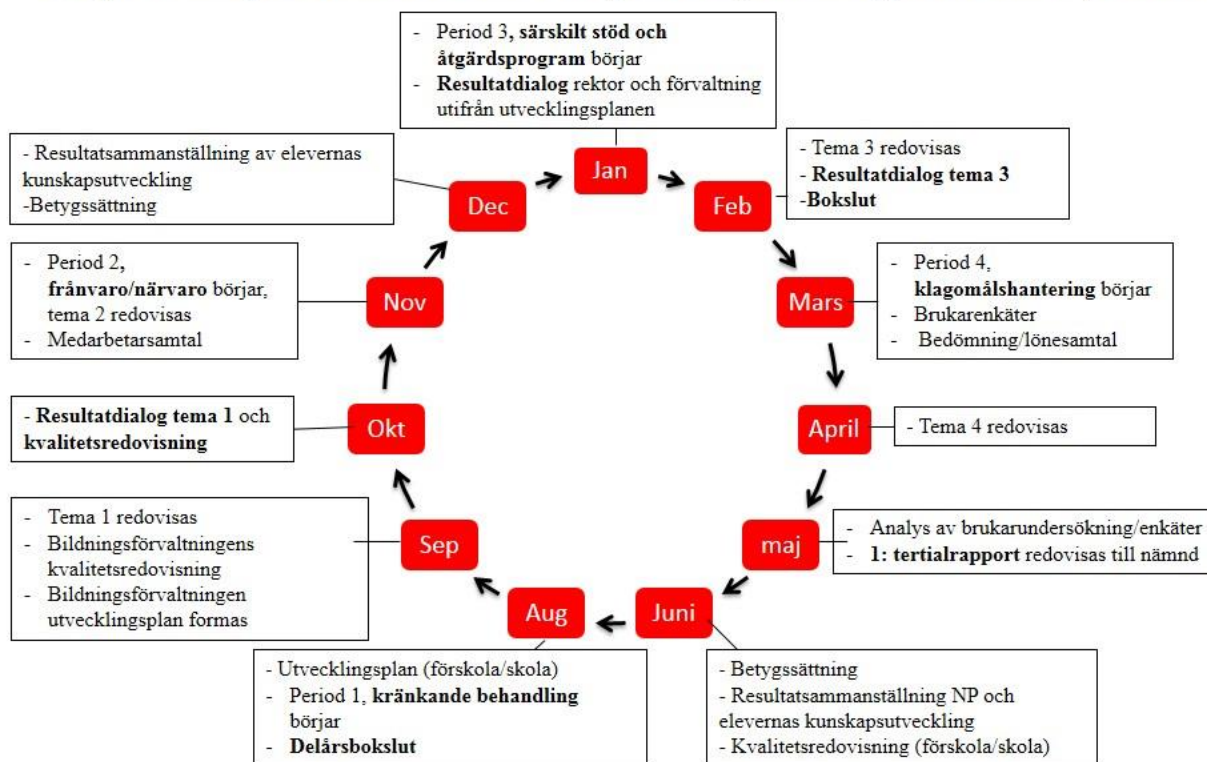 - Period 3, särskilt stöd och
åtgärdsprogram börjar
- Resultatdialog rektor och förvaltning
utifrån utvecklingsplanen
Jan
- Tema 3 redovisas
- Resultatdialog tema 3
-Bokslut
Feb
- Period 4,
klagomålshantering börjar
- Brukarenkäter
- Bedömning/lönesamtal
Mars
- Tema 4 redovisas
April
- Analys av brukarundersökning/enkäter
- 1: tertialrapport redovisas till nämnd
maj
- Betygssättning
- Resultatsammanställning NP och
elevernas kunskapsutveckling
- Kvalitetsredovisning (förskola/skola)
Juni
- Utvecklingsplan (förskola/skola)
- Period 1, kränkande behandling
börjar
- Delårsbokslut
Aug
- Tema 1 redovisas
- Bildningsförvaltningens
kvalitetsredovisning
- Bildningsförvaltningen
utvecklingsplan formas
Sep
- Resultatdialog tema 1 och
kvalitetsredovisning
Okt
- Period 2,
frånvaro/närvaro börjar,
tema 2 redovisas
- Medarbetarsamtal
Nov
- Resultatsammanställning av elevernas
kunskapsutveckling
-Betygssättning
Dec